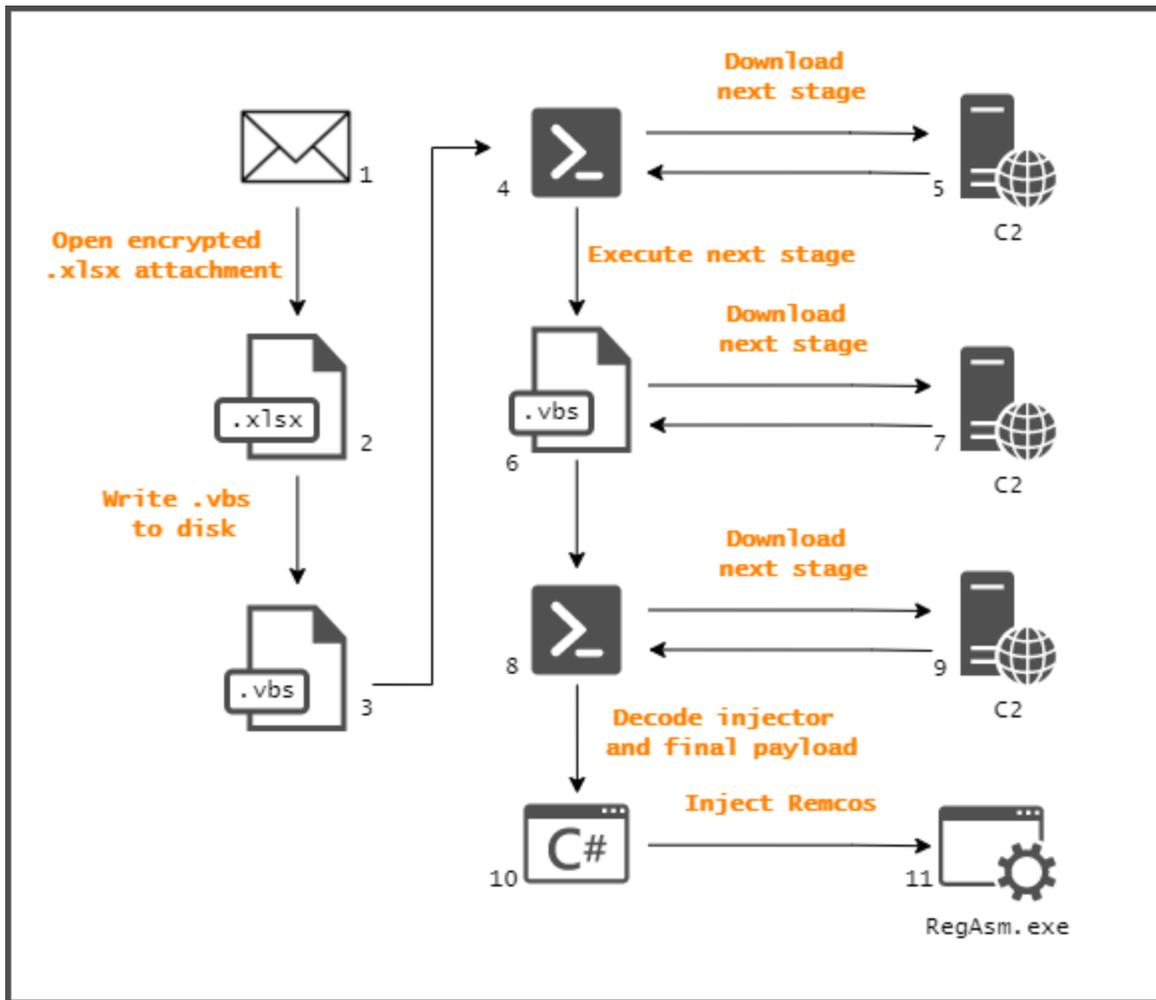 Download
next stage
1
4
5
C2
Open encrypted
.xlsx attachment
Execute next stage
Download
next stage
.xlsx
2
.vbs
6
7
C2
Write .vbs
to disk
Download
next stage
.vbs
3
8
9
C2
Decode injector
and final payload
Inject Remcos
C#
10
11
RegAsm.exe